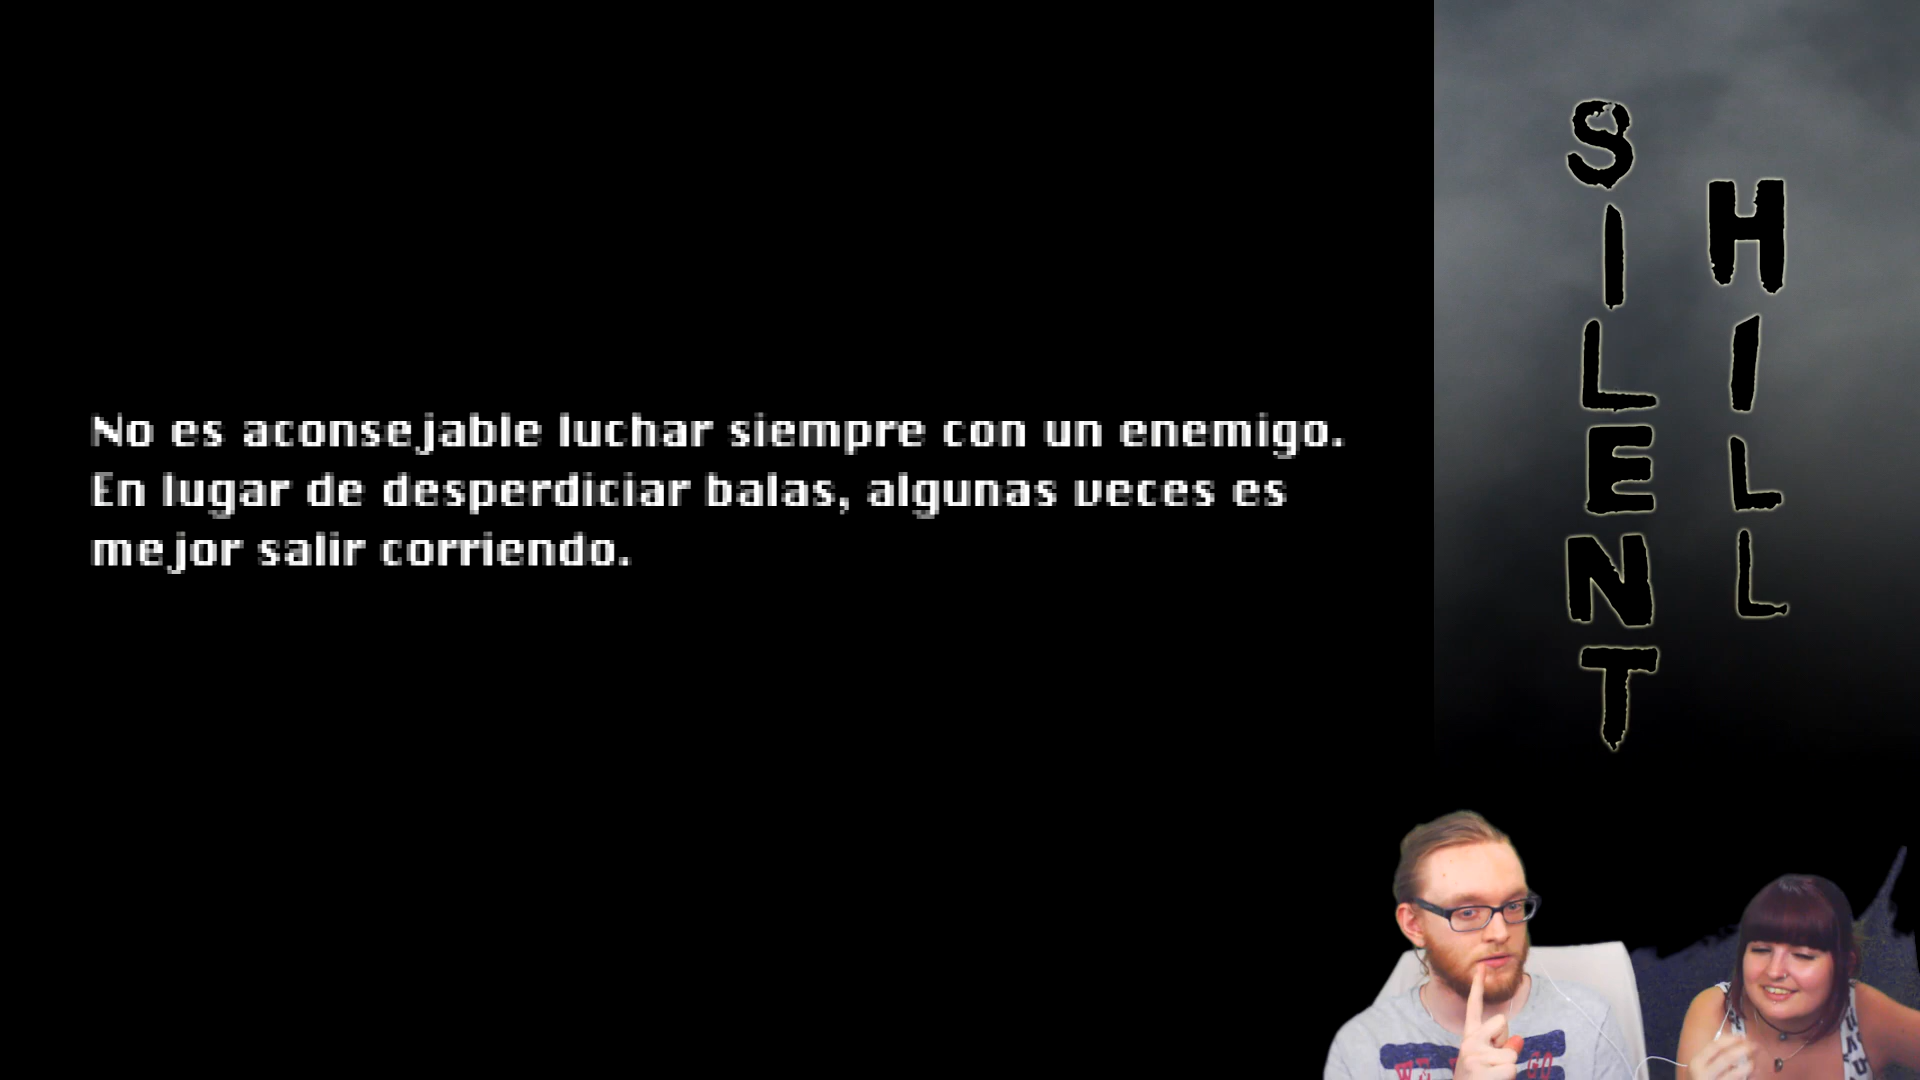 No es aconsejable luchar siempre con un enemigo.
En lugar de desperdiciar balas, algunas veces es
mejor salir corriendo.
SILENT
HILL
GO